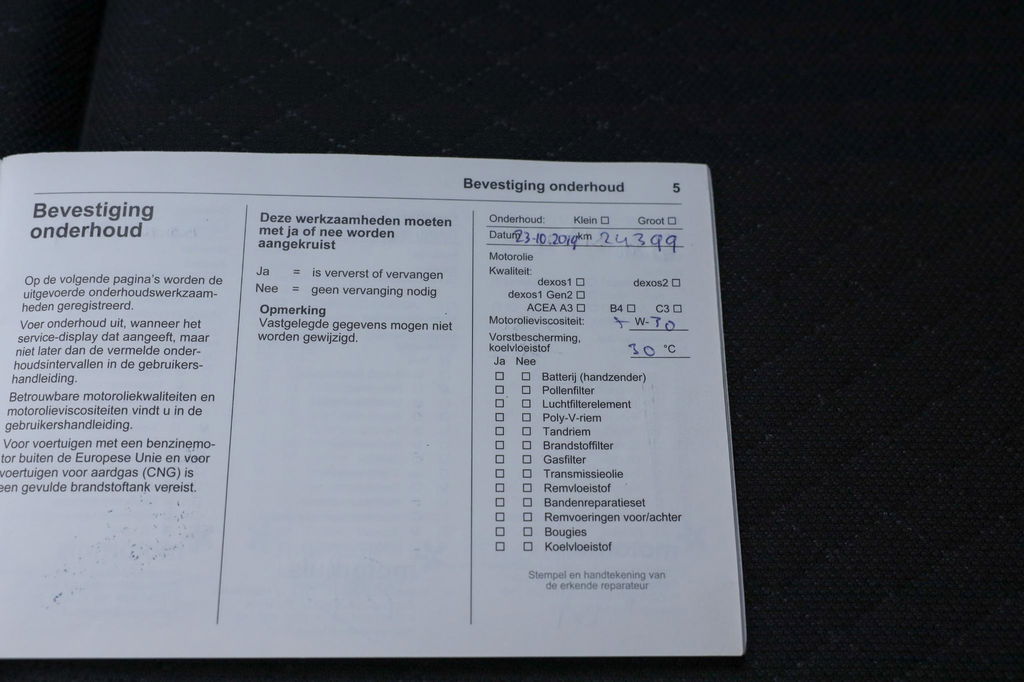 Bevestiging onderhoud 5
Bevestiging
onderhoud
Op de volgende pagina's worden de
uitgevoerde onderhoudswerkzaam-
heden geregistreerd.
Voer onderhoud uit, wanneer het
service-display dat aangeeft, maar
niet later dan de vermelde onder-
houdsintervallen in de gebruikers-
handleiding.
Betrouwbare motoroliekwaliteiten en
motorolieviscositeiten vindt u in de
gebruikershandleiding.
Voor voertuigen met een benzinemo-
tor buiten de Europese Unie en voor
voertuigen voor aardgas (CNG) is
een gevulde brandstoftank vereist.
Deze werkzaamheden moeten
met ja of nee worden
aangekruist
Ja = is ververst of vervangen
Nee = geen vervanging nodig
Opmerking
Vastgelegde gegevens mogen niet
worden gewijzigd.
Onderhoud: Klein ☐ Groot ☐
Datum 23-10.2019 km 24399
Motorolie
Kwaliteit:
dexos1 ☐ dexos2 ☐
dexos1 Gen2 ☐
ACEA A3 ☐ B4 ☐ C3 ☐
Motorolieviscositeit: W-30
Vorstbescherming,
koelvloeistof 30 °C
Ja Nee
☐ ☐ Batterij (handzender)
☐ ☐ Pollenfilter
☐ ☐ Luchtfilterelement
☐ ☐ Poly-V-riem
☐ ☐ Tandriem
☐ ☐ Brandstoffilter
☐ ☐ Gasfilter
☐ ☐ Transmissieolie
☐ ☐ Remvloeistof
☐ ☐ Bandenreparatieset
☐ ☐ Remvoeringen voor/achter
☐ ☐ Bougies
☐ ☐ Koelvloeistof
Stempel en handtekening van
de erkende reparateur